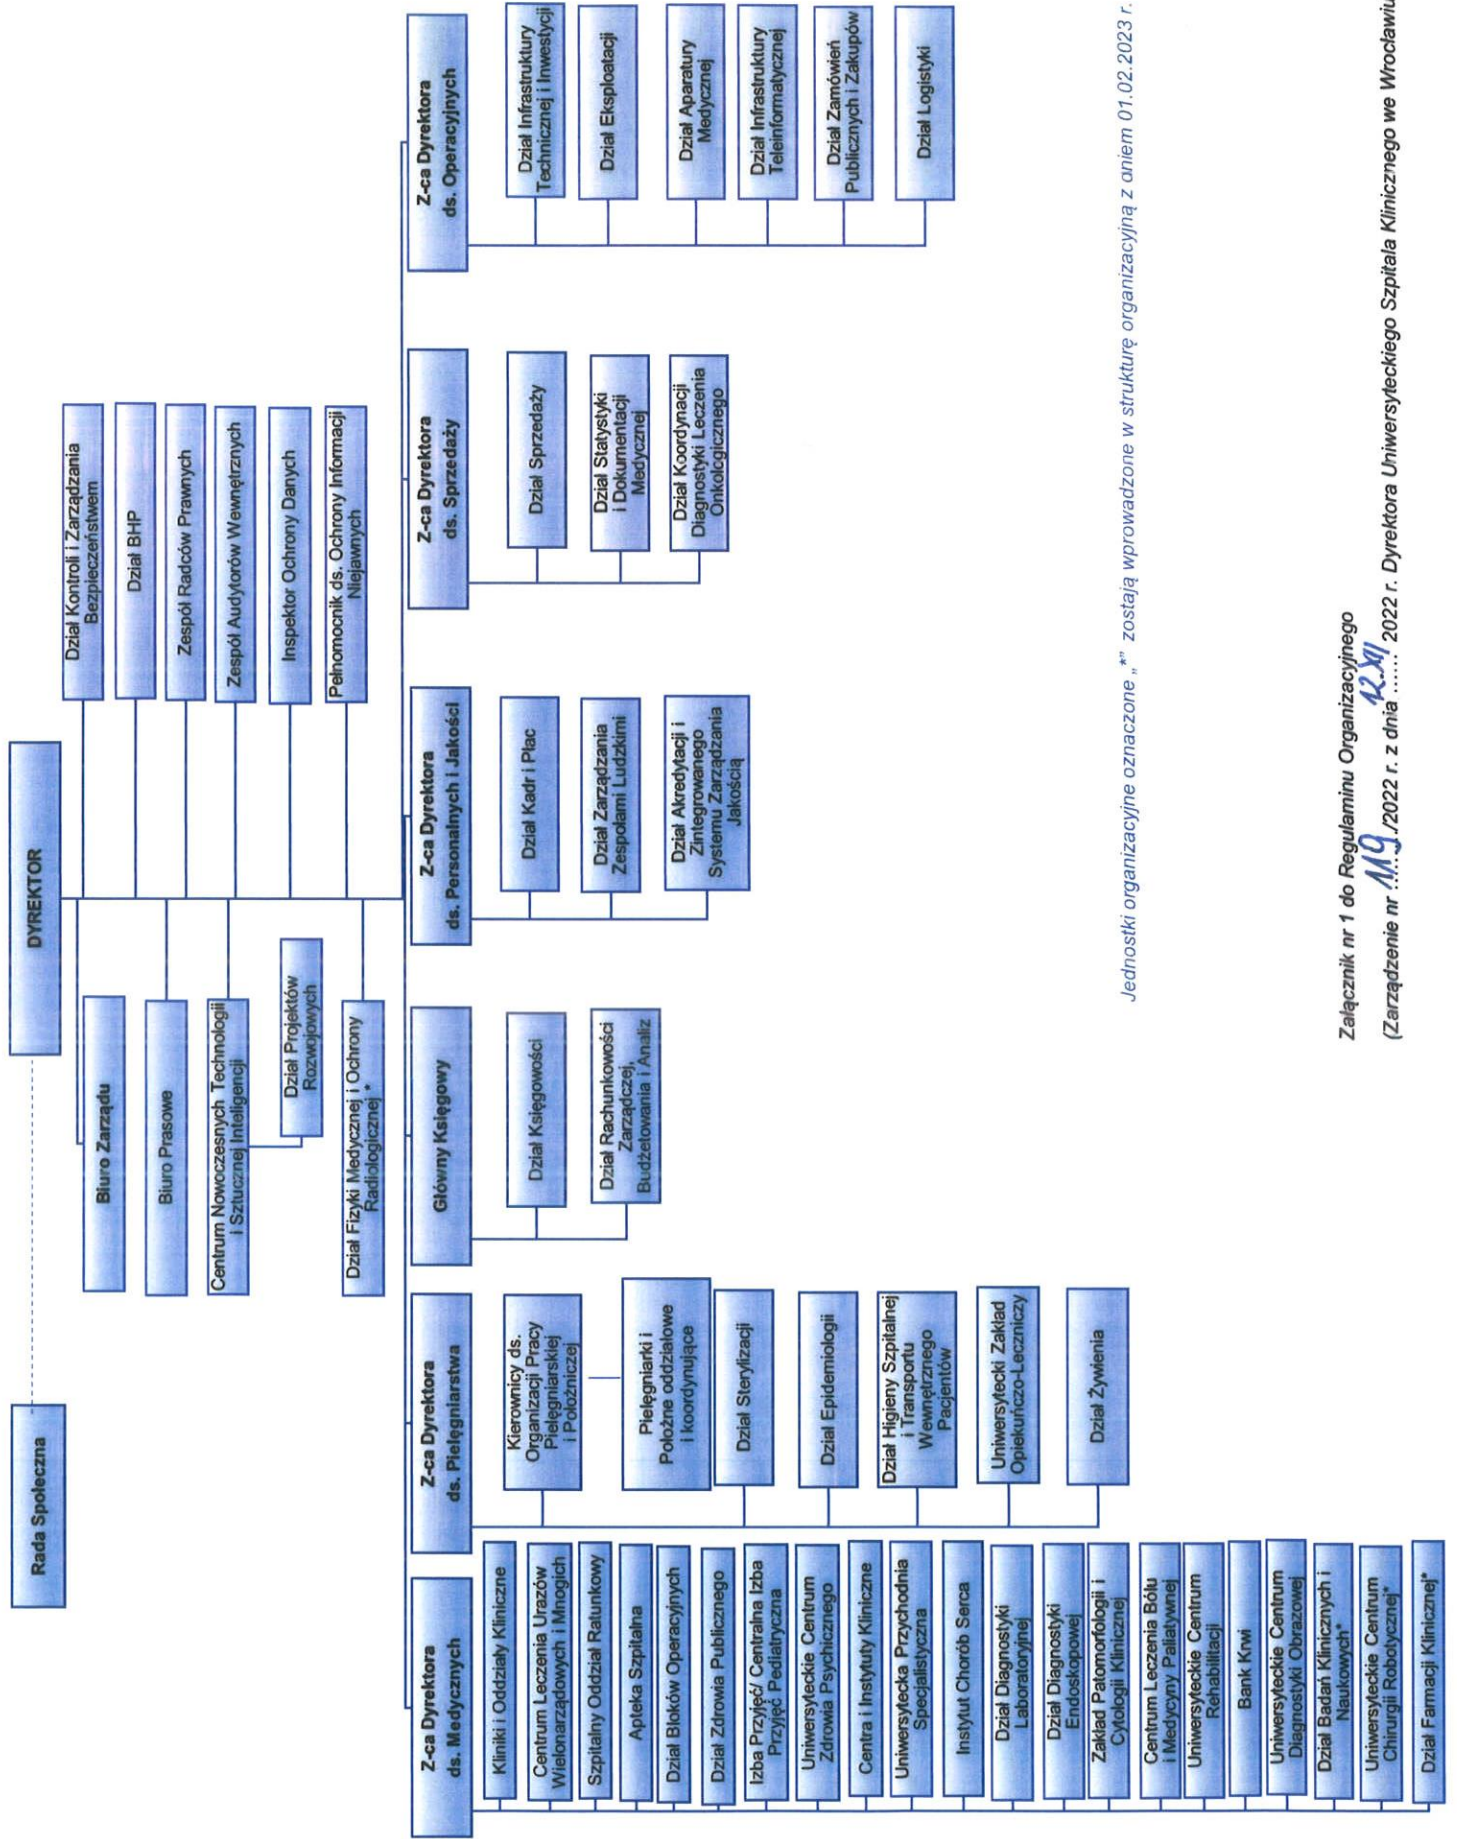 Rada Społeczna
DYREKTOR
Biuro Zarządu
Biuro Prasowe
Centrum Nowoczesnych Technologii
i Sztucznej Inteligencji
Dział Projektów
Rozwojowych
Dział Fizyki Medycznej i Ochrony
Radiologicznej *
Dział Kontroli i Zarządzania
Bezpieczeństwem
Dział BHP
Zespół Radców Prawnych
Zespół Audytorów Wewnętrznych
Inspektor Ochrony Danych
Pełnomocnik ds. Ochrony Informacji
Niejawnych
Z-ca Dyrektora
ds. Medycznych
Kliniki i Oddziały Kliniczne
Centrum Leczenia Urazów
Wielonarządowych i Mnogich
Szpitalny Oddział Ratunkowy
Apteka Szpitalna
Dział Bloków Operacyjnych
Dział Zdrowia Publicznego
Izba Przyjęć/ Centralna Izba
Przyjęć Pediatryczna
Uniwersyteckie Centrum
Zdrowia Psychicznego
Centra i Instytuty Kliniczne
Uniwersytecka Przychodnia
Specjalistyczna
Instytut Chorób Serca
Dział Diagnostyki
Laboratoryjnej
Dział Diagnostyki
Endoskopowej
Zakład Patomorfologii i
Cytologii Klinicznej
Centrum Leczenia Bólu
i Medycyny Paliatywnej
Uniwersyteckie Centrum
Rehabilitacji
Bank Krwi
Uniwersyteckie Centrum
Diagnostyki Obrazowej
Dział Badań Klinicznych i
Naukowych*
Uniwersyteckie Centrum
Chirurgii Robotycznej*
Dział Farmacji Klinicznej*
Z-ca Dyrektora
ds. Pielęgniarstwa
Kierownicy ds.
Organizacji Pracy
Pielęgniarskiej
i Położniczej
Pielęgniarki i
Położne oddziałowe
i koordynujące
Dział Sterylizacji
Dział Epidemiologii
Dział Higieny Szpitalnej
i Transportu
Wewnętrznego
Pacjentów
Uniwersytecki Zakład
Opiekuńczo-Leczniczy
Dział Żywienia
Główny Księgowy
Dział Księgowości
Dział Rachunkowości
Zarządczej,
Budżetowania i Analiz
Z-ca Dyrektora
ds. Personalnych i Jakości
Dział Kadr i Płac
Dział Zarządzania
Zespołami Ludzkimi
Dział Akredytacji i
Zintegrowanego
Systemu Zarządzania
Jakością
Z-ca Dyrektora
ds. Sprzedaży
Dział Sprzedaży
Dział Statystyki
i Dokumentacji
Medycznej
Dział Koordynacji
Diagnostyki Leczenia
Onkologicznego
Z-ca Dyrektora
ds. Operacyjnych
Dział Infrastruktury
Technicznej i Inwestycji
Dział Eksploatacji
Dział Aparatury
Medycznej
Dział Infrastruktury
Teleinformatycznej
Dział Zamówień
Publicznych i Zakupów
Dział Logistyki
Jednostki organizacyjne oznaczone „*” zostają wprowadzone w strukturę organizacyjną z dniem 01.02.2023 r.
Załącznik nr 1 do Regulaminu Organizacyjnego
(Zarządzenie nr 119/2022 r. z dnia 12.XII 2022 r. Dyrektora Uniwersyteckiego Szpitala Klinicznego we Wrocławiu